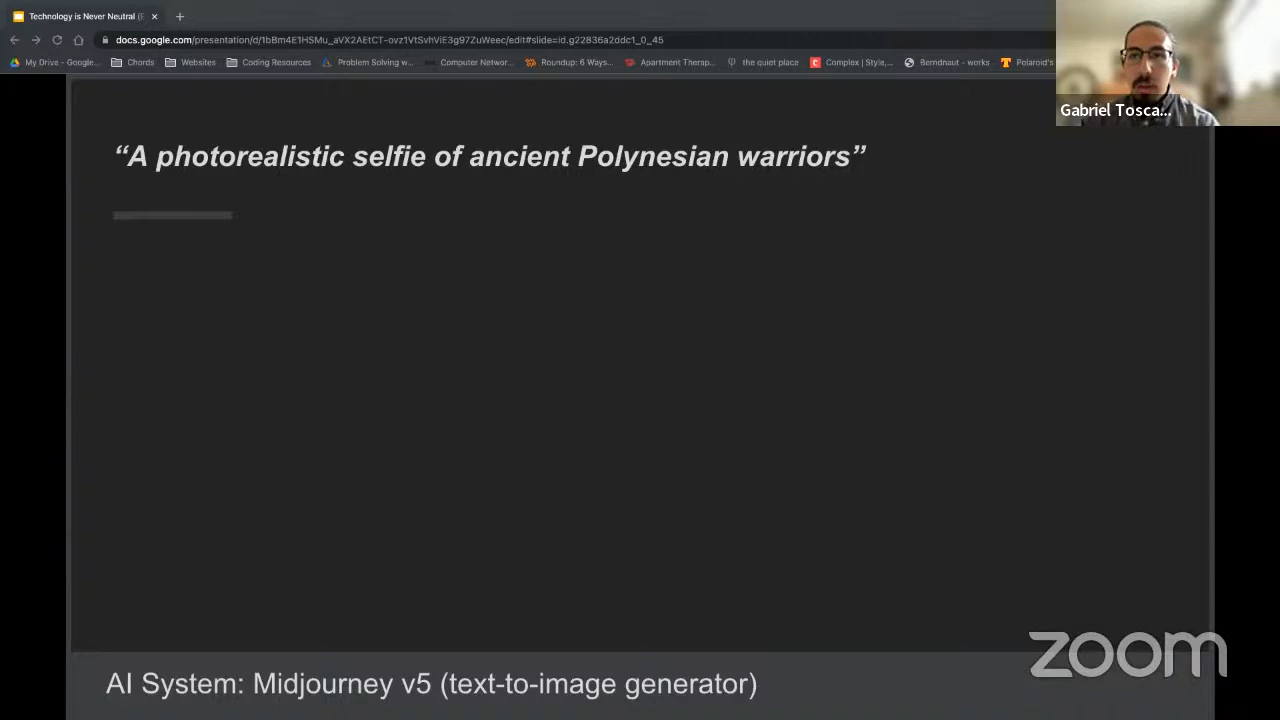 Technology is Never Neutral (E
docs.google.com/presentation/d/1bBm4E1HSMu_aVX2AEtCT-ovz1VtSvhViE3g97ZuWeec/edit#slide=id.g22836a2ddc1_0_45
My Drive - Google... Chords Websites Coding Resources Problem Solving w... Computer Networ... Roundup: 6 Ways... Apartment Therap... the quiet place Complex | Style,... Berndnaut - works Polaroid's
Gabriel Tosca...
“A photorealistic selfie of ancient Polynesian warriors”
zoom
AI System: Midjourney v5 (text-to-image generator)